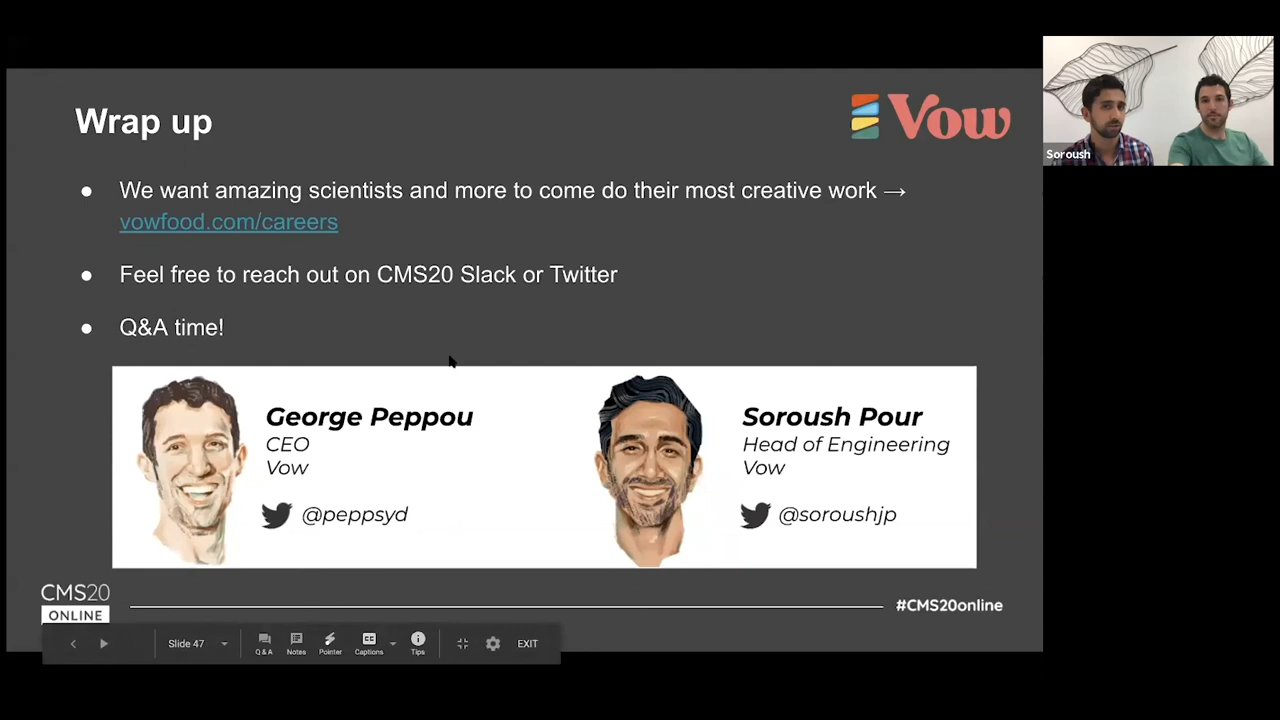 Wrap up
Vow
● We want amazing scientists and more to come do their most creative work →
vowfood.com/careers
● Feel free to reach out on CMS20 Slack or Twitter
● Q&A time!
George Peppou
CEO
Vow
@peppsyd
Soroush Pour
Head of Engineering
Vow
@soroushjp
CMS20
ONLINE
#CMS20online
Slide 47
Q & A
Notes
Pointer
CC
Captions
Tips
EXIT
Soroush